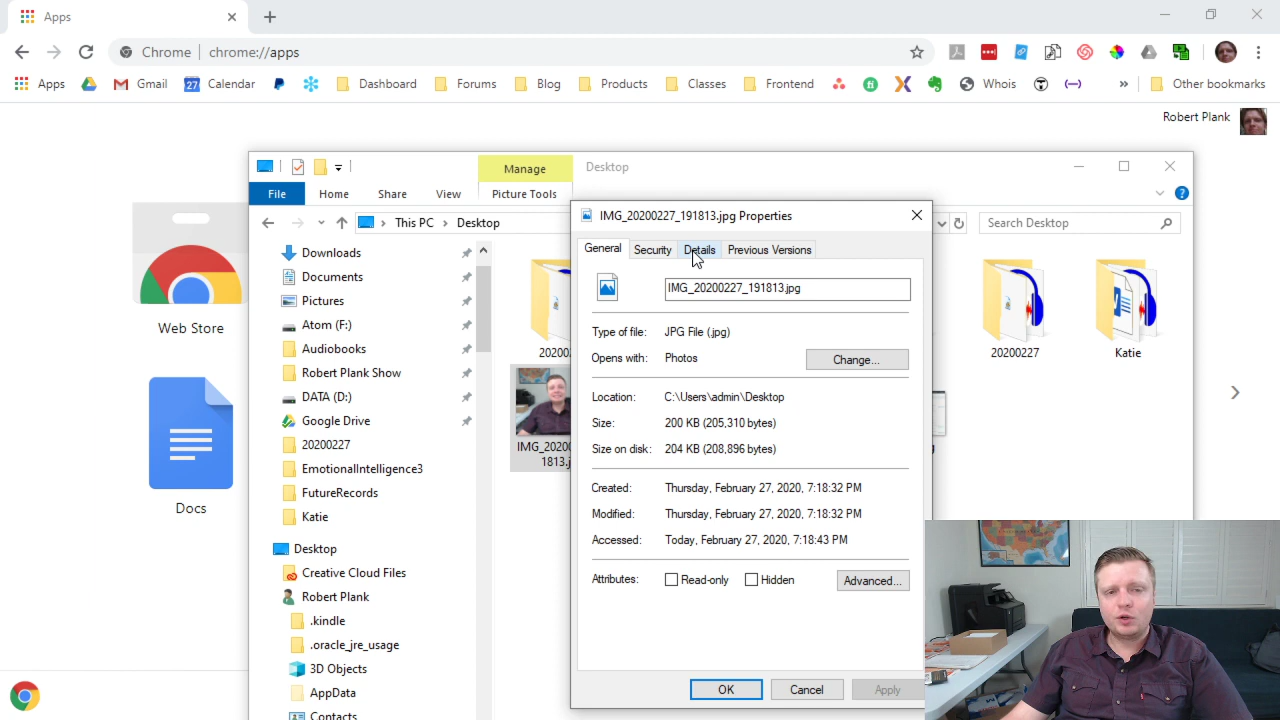 Apps
Chrome | chrome://apps
Apps
Gmail
27 Calendar
Dashboard
Forums
Blog
Products
Classes
Frontend
Whois
» Other bookmarks
Robert Plank
Web Store
Docs
Manage Desktop
File Home Share View Picture Tools
This PC > Desktop
Search Desktop
Downloads
Documents
Pictures
Atom (F:)
Audiobooks
Robert Plank Show
DATA (D:)
Google Drive
20200227
EmotionalIntelligence3
FutureRecords
Katie
Desktop
Creative Cloud Files
Robert Plank
.kindle
.oracle_jre_usage
3D Objects
AppData
Contacts
IMG_2020
1813.j
20200227
Katie
IMG_20200227_191813.jpg Properties
General Security Details Previous Versions
IMG_20200227_191813.jpg
Type of file: JPG File (.jpg)
Opens with: Photos Change...
Location: C:\Users\admin\Desktop
Size: 200 KB (205,310 bytes)
Size on disk: 204 KB (208,896 bytes)
Created: Thursday, February 27, 2020, 7:18:32 PM
Modified: Thursday, February 27, 2020, 7:18:32 PM
Accessed: Today, February 27, 2020, 7:18:43 PM
Attributes: Read-only Hidden Advanced...
OK Cancel Apply